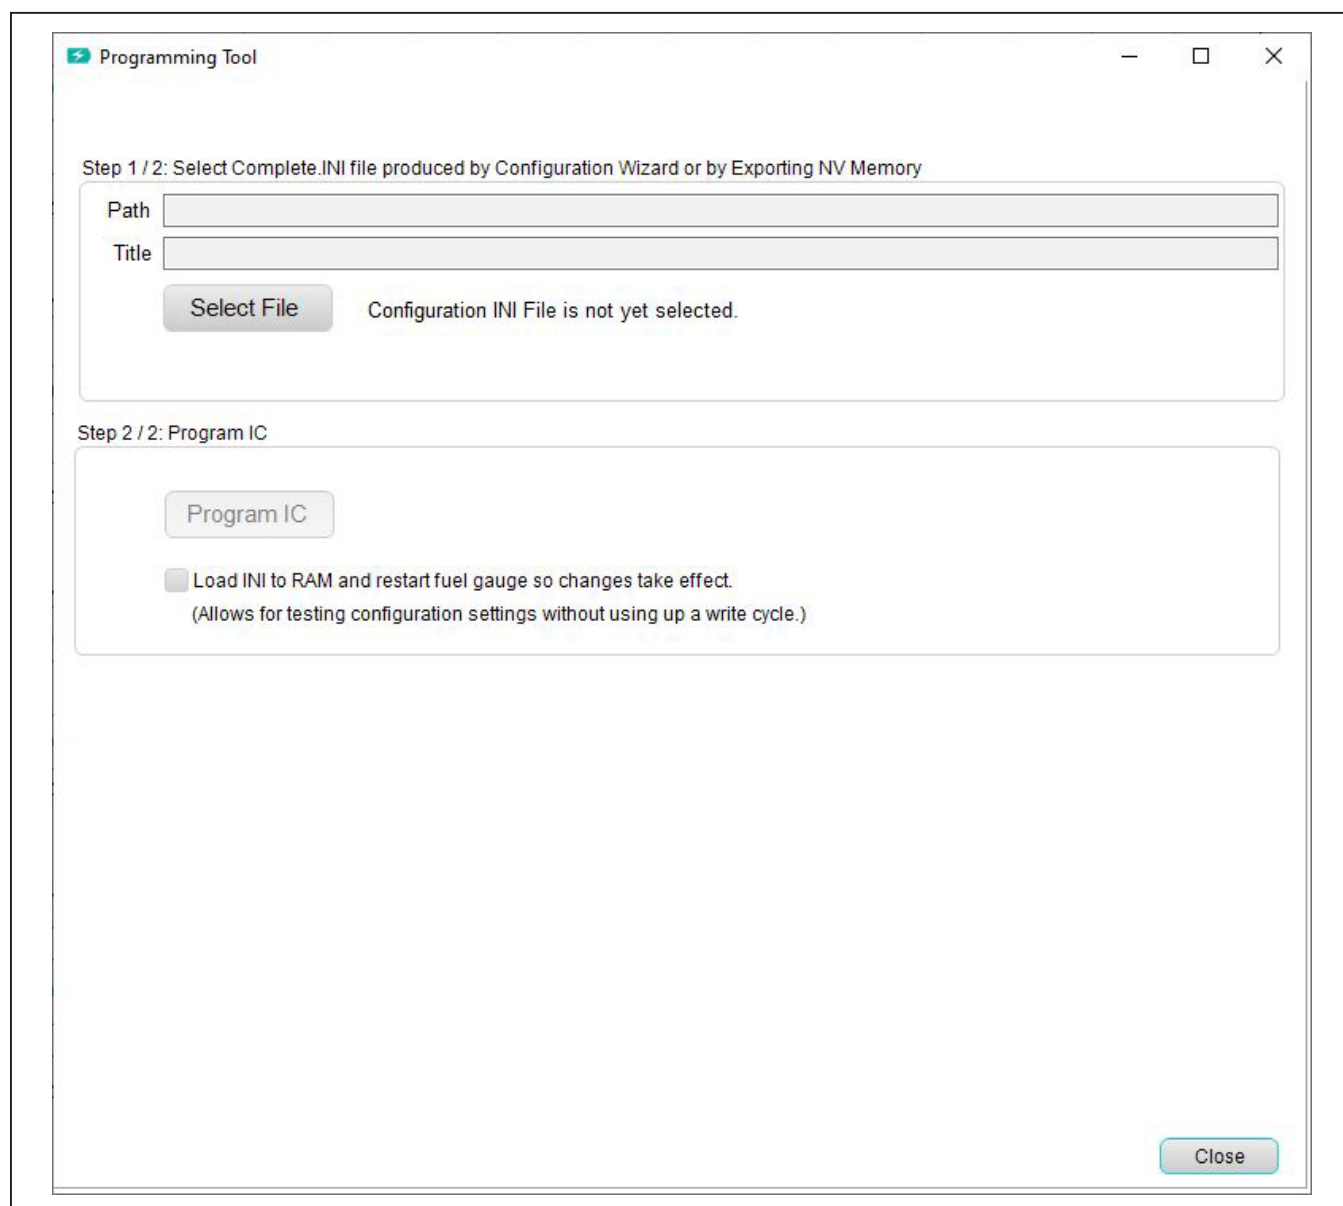 Programming Tool
Step 1 / 2: Select Complete.INI file produced by Configuration Wizard or by Exporting NV Memory
Path
Title
Select File
Configuration INI File is not yet selected.
Step 2 / 2: Program IC
Program IC
Load INI to RAM and restart fuel gauge so changes take effect.
(Allows for testing configuration settings without using up a write cycle.)
Close